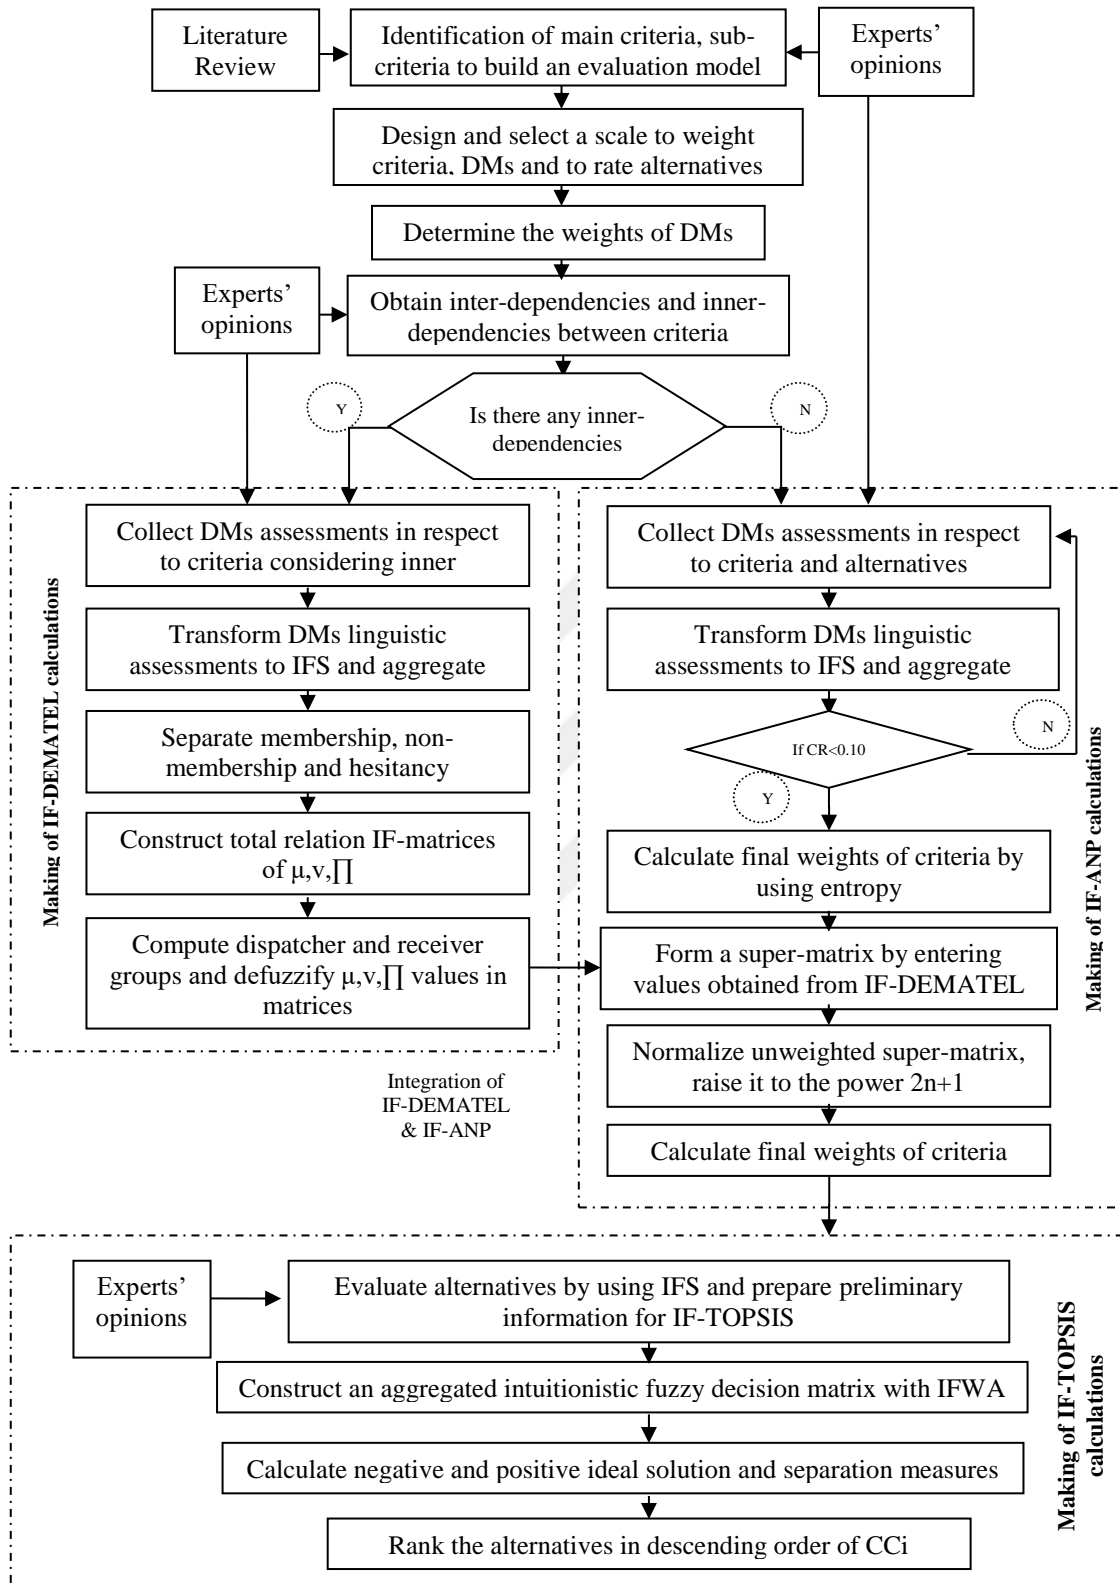 Literature
Review
Identification of main criteria, sub-
criteria to build an evaluation model
Experts’
opinions
Design and select a scale to weight
criteria, DMs and to rate alternatives
Determine the weights of DMs
Experts’
opinions
Obtain inter-dependencies and inner-
dependencies between criteria
Y
Is there any inner-
dependencies
N
Making of IF-DEMATEL calculations
Collect DMs assessments in respect
to criteria considering inner
Transform DMs linguistic
assessments to IFS and aggregate
Separate membership, non-
membership and hesitancy
Construct total relation IF-matrices
of μ,v,∏
Compute dispatcher and receiver
groups and defuzzify μ,v,∏ values in
matrices
Integration of
IF-DEMATEL
& IF-ANP
Collect DMs assessments in respect
to criteria and alternatives
Transform DMs linguistic
assessments to IFS and aggregate
If CR<0.10
N
Y
Calculate final weights of criteria by
using entropy
Form a super-matrix by entering
values obtained from IF-DEMATEL
Normalize unweighted super-matrix,
raise it to the power 2n+1
Calculate final weights of criteria
Making of IF-ANP calculations
Experts’
opinions
Evaluate alternatives by using IFS and prepare preliminary
information for IF-TOPSIS
Construct an aggregated intuitionistic fuzzy decision matrix with IFWA
Calculate negative and positive ideal solution and separation measures
Rank the alternatives in descending order of CCi
Making of IF-TOPSIS
calculations